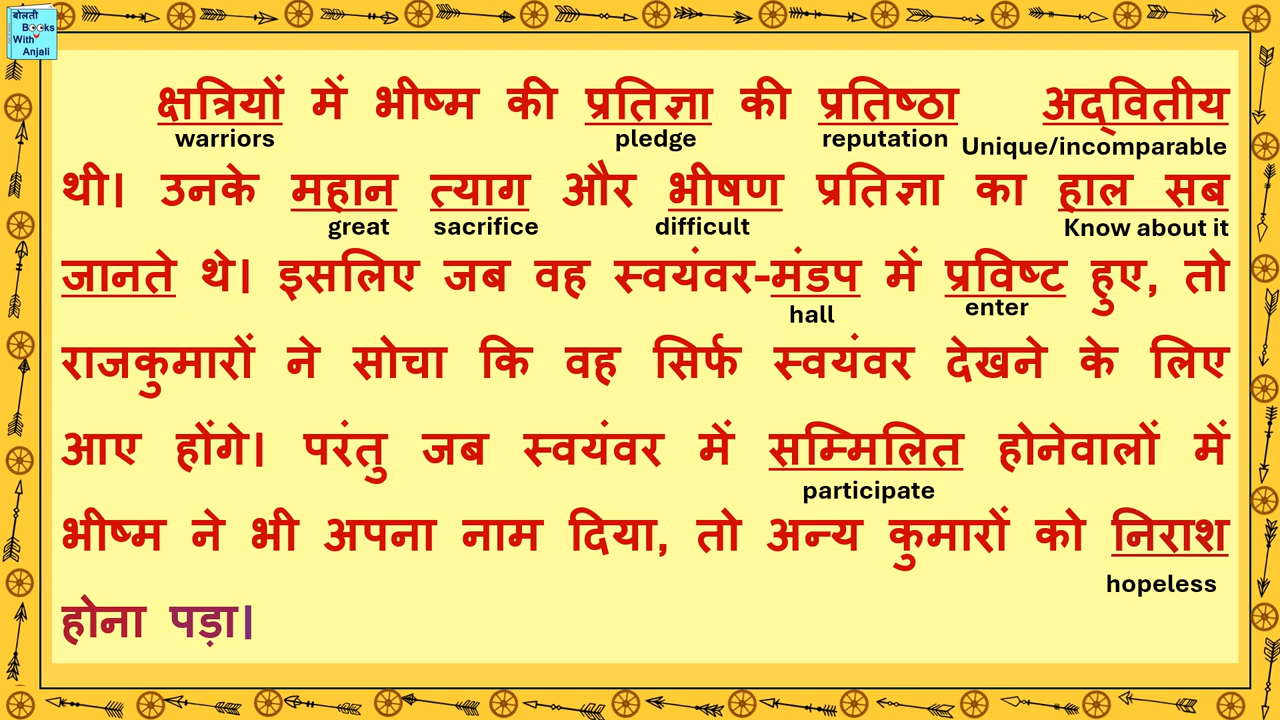 बोलती
Books
With
Anjali
क्षत्रियों में भीष्म की प्रतिज्ञा की प्रतिष्ठा अद्‌वितीय
warriors pledge reputation Unique/incomparable
थी। उनके महान त्याग और भीषण प्रतिज्ञा का हाल सब
great sacrifice difficult Know about it
जानते थे। इसलिए जब वह स्वयंवर-मंडप में प्रविष्ट हुए, तो
hall enter
राजकुमारों ने सोचा कि वह सिर्फ स्वयंवर देखने के लिए
आए होंगे। परंतु जब स्वयंवर में सम्मिलित होनेवालों में
participate
भीष्म ने भी अपना नाम दिया, तो अन्य कुमारों को निराश
hopeless
होना पड़ा।